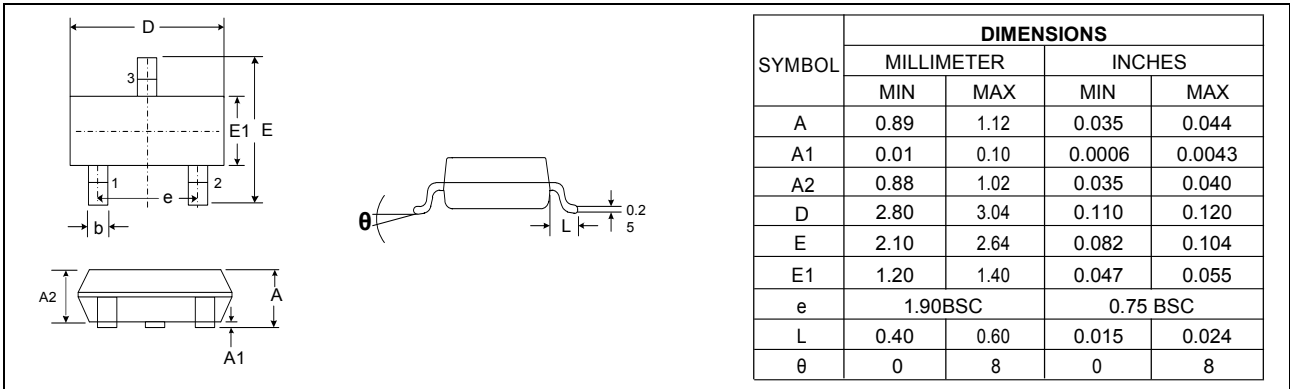 D
3
E1
E
1
2
e
b
A2
A
A1
θ
L
0.2
5
DIMENSIONS
SYMBOL MILLIMETER INCHES
MIN MAX MIN MAX
A 0.89 1.12 0.035 0.044
A1 0.01 0.10 0.0006 0.0043
A2 0.88 1.02 0.035 0.040
D 2.80 3.04 0.110 0.120
E 2.10 2.64 0.082 0.104
E1 1.20 1.40 0.047 0.055
e 1.90BSC 0.75 BSC
L 0.40 0.60 0.015 0.024
θ 0 8 0 8